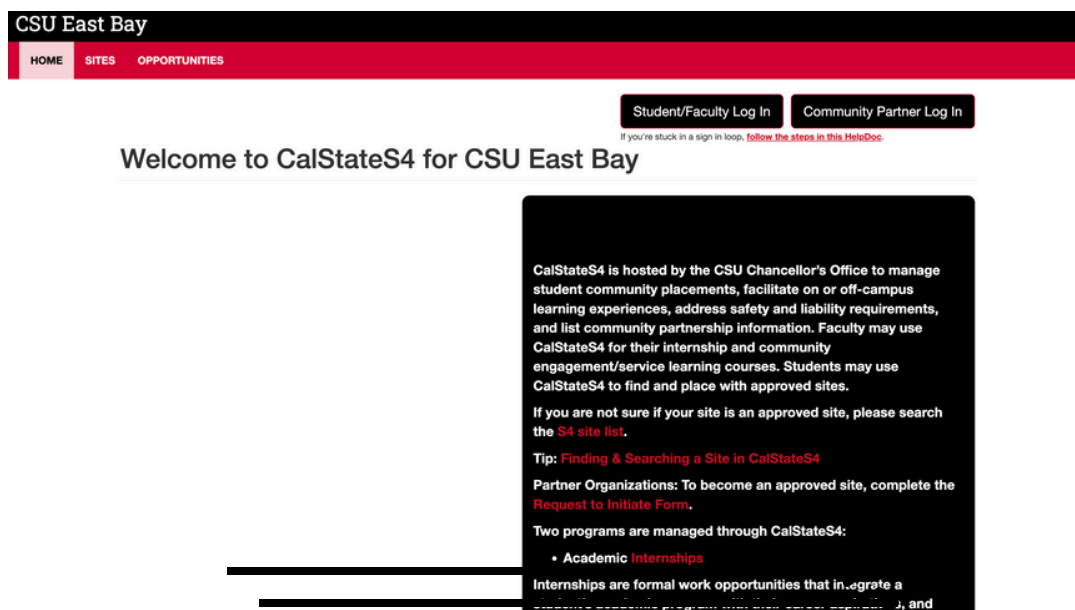 CSU East Bay
HOME SITES OPPORTUNITIES
Student/Faculty Log In Community Partner Log In
If you're stuck in a sign in loop, follow the steps in this HelpDoc.
Welcome to CalStateS4 for CSU East Bay
CalStateS4 is hosted by the CSU Chancellor's Office to manage
student community placements, facilitate on or off-campus
learning experiences, address safety and liability requirements,
and list community partnership information. Faculty may use
CalStateS4 for their internship and community
engagement/service learning courses. Students may use
CalStateS4 to find and place with approved sites.
If you are not sure if your site is an approved site, please search
the S4 site list.
Tip: Finding & Searching a Site in CalStateS4
Partner Organizations: To become an approved site, complete the
Request to Initiate Form.
Two programs are managed through CalStateS4:
• Academic Internships
Internships are formal work opportunities that integrate a
and